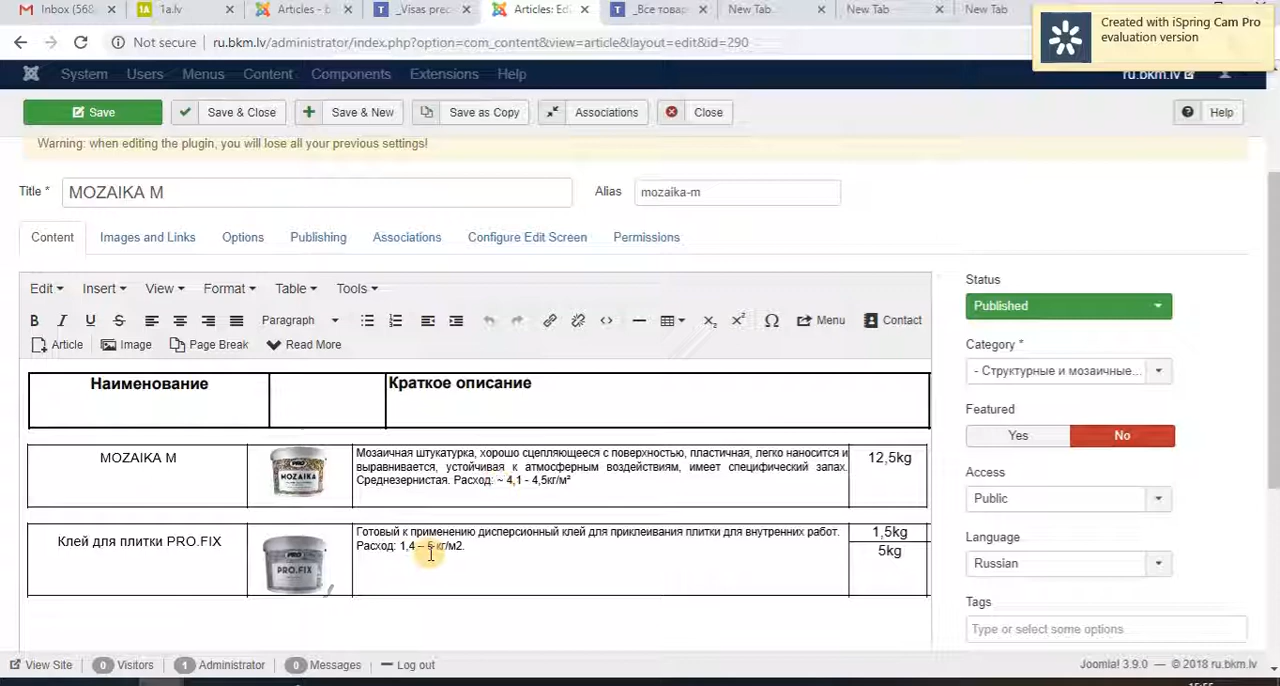 Inbox (568
1a.lv
Articles - b
_Visas prec
Articles: Ed
_Все товар
New Tab
New Tab
New Tab
Created with iSpring Cam Pro
evaluation version
Not secure
ru.bkm.lv/administrator/index.php?option=com_content&view=article&layout=edit&id=290
System Users Menus Content Components Extensions Help
ru.bkm.lv
Save
Save & Close
Save & New
Save as Copy
Associations
Close
Help
Warning: when editing the plugin, you will lose all your previous settings!
Title * MOZAIKA M
Alias mozaika-m
Content Images and Links Options Publishing Associations Configure Edit Screen Permissions
Edit Insert View Format Table Tools
Paragraph
Menu
Contact
Article Image Page Break Read More
Наименование
Краткое описание
MOZAIKA M
PRO
MOZAIKA
Мозаичная штукатурка, хорошо сцепляющееся с поверхностью, пластичная, легко наносится и
выравнивается, устойчивая к атмосферным воздействиям, имеет специфический запах.
Среднезернистая. Расход: ~ 4,1 - 4,5кг/м²
12,5kg
Клей для плитки PRO.FIX
PRO
PRO.FIX
Готовый к применению дисперсионный клей для приклеивания плитки для внутренних работ.
Расход: 1,4 – 5 кг/м2.
1,5kg
5kg
Status
Published
Category *
- Структурные и мозаичные...
Featured
Yes No
Access
Public
Language
Russian
Tags
Type or select some options
View Site
0 Visitors
1 Administrator
0 Messages
Log out
Joomla! 3.9.0 — © 2018 ru.bkm.lv